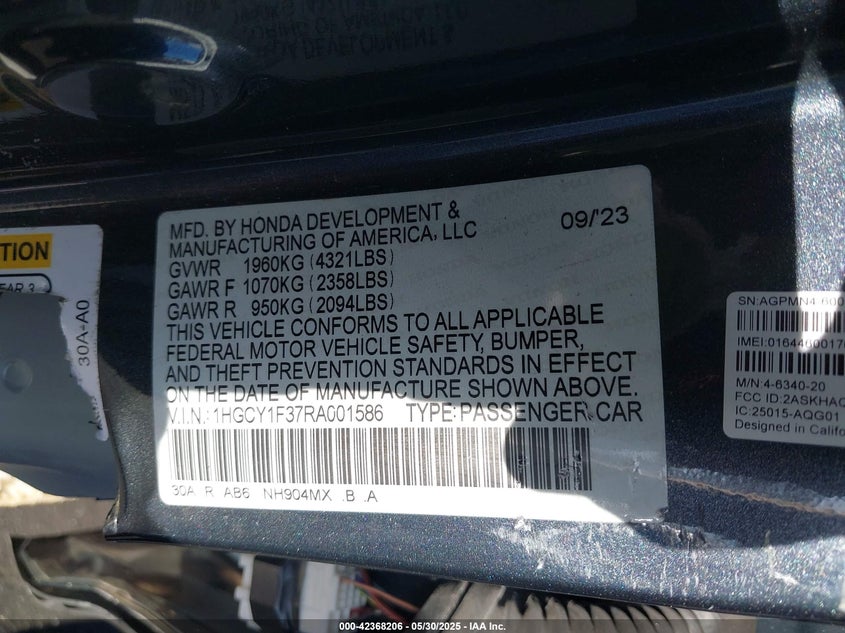 MFD. BY HONDA DEVELOPMENT &
MANUFACTURING OF AMERICA, LLC
09/'23
GVWR 1960KG (4321LBS)
GAWR F 1070KG (2358LBS)
GAWR R 950KG (2094LBS)
THIS VEHICLE CONFORMS TO ALL APPLICABLE
FEDERAL MOTOR VEHICLE SAFETY, BUMPER,
AND THEFT PREVENTION STANDARDS IN EFFECT
ON THE DATE OF MANUFACTURE SHOWN ABOVE.
V.I.N.: 1HGCY1F37RA001586 TYPE:PASSENGER CAR
30A R AB6 NH904MX .B .A
TION
EAR 3
30A-A0
SN:AGPMN4
M/N:4-6340-20
FCC ID:2ASKHAQ
IC:25015-AQG01
Designed in Califo
000-42368206 - 05/30/2025 - IAA Inc.